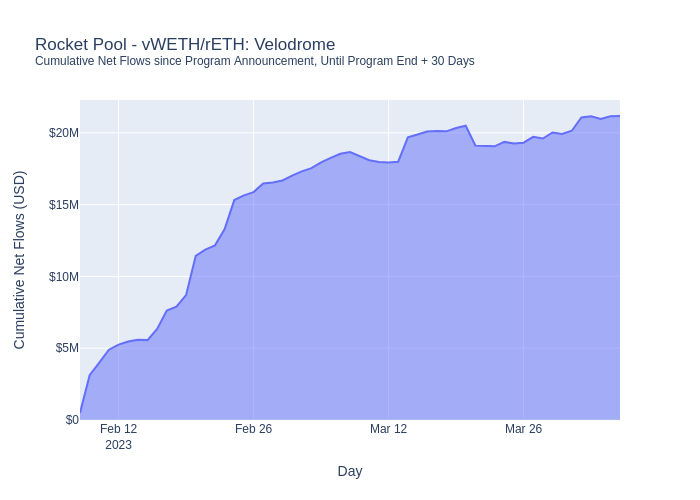 Rocket Pool - vWETH/rETH: Velodrome
Cumulative Net Flows since Program Announcement, Until Program End + 30 Days
Cumulative Net Flows (USD)
$20M
$15M
$10M
$5M
$0
Feb 12
2023
Feb 26
Mar 12
Mar 26
Day